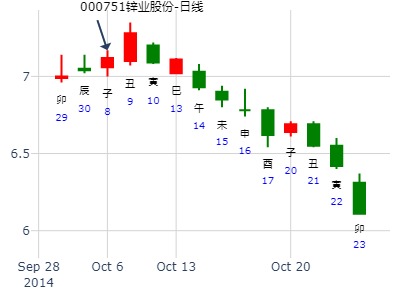 000751锌业股份-日线
7
6.5
6
卯
29
辰
30
子
8
丑
9
寅
10
巳
13
午
14
未
15
申
16
酉
17
子
20
丑
21
寅
22
卯
23
Sep 28
2014
Oct 6
Oct 13
Oct 20